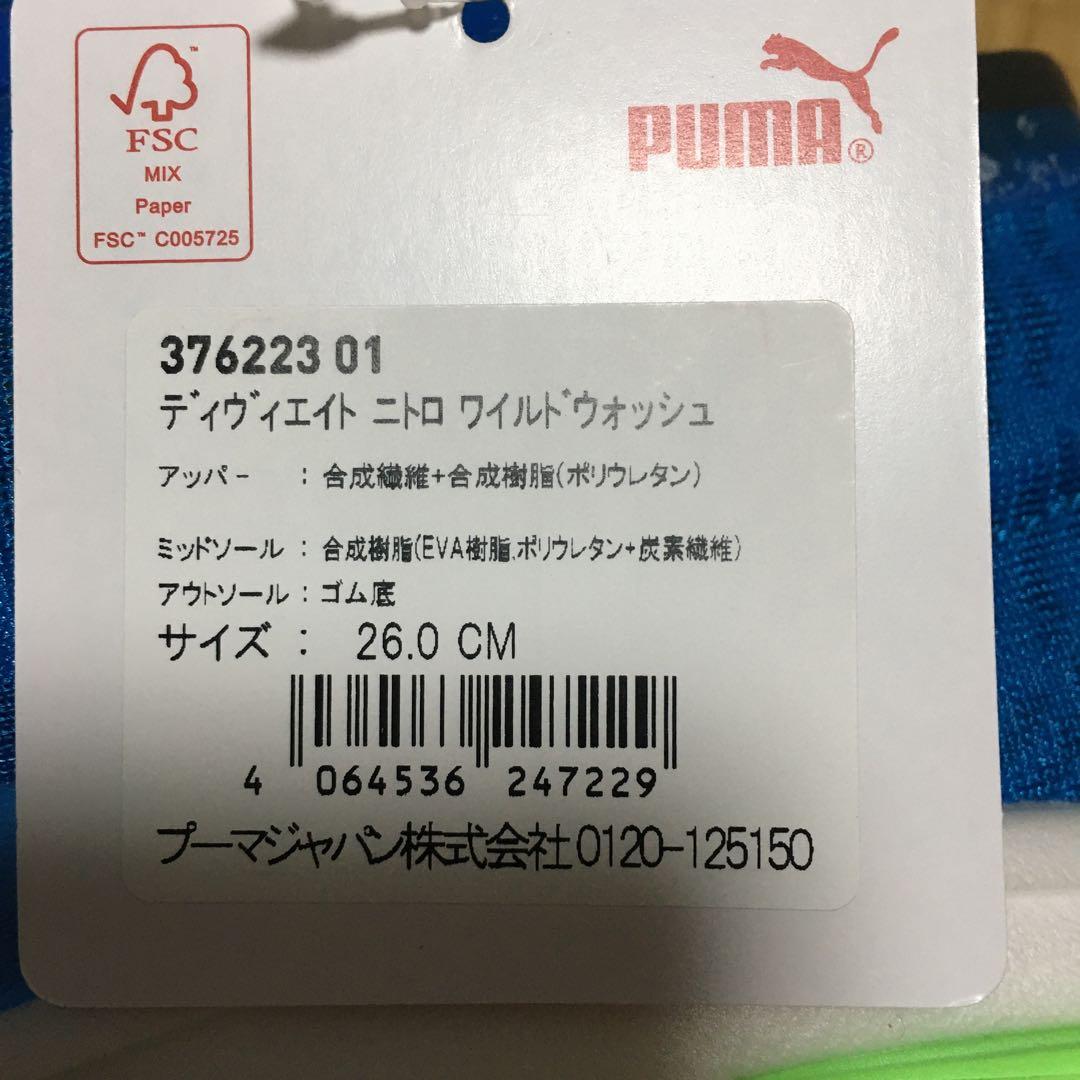 FSC™
MIX
Paper
FSC™ C005725
PUMA®
376223 01
ディヴィエイト ニトロ ワイルドウォッシュ
アッパー : 合成繊維+合成樹脂(ポリウレタン)
ミッドソール : 合成樹脂(EVA樹脂,ポリウレタン+炭素繊維)
アウトソール : ゴム底
サイズ : 26.0 CM
4 064536 247229
プーマジャパン株式会社0120-125150